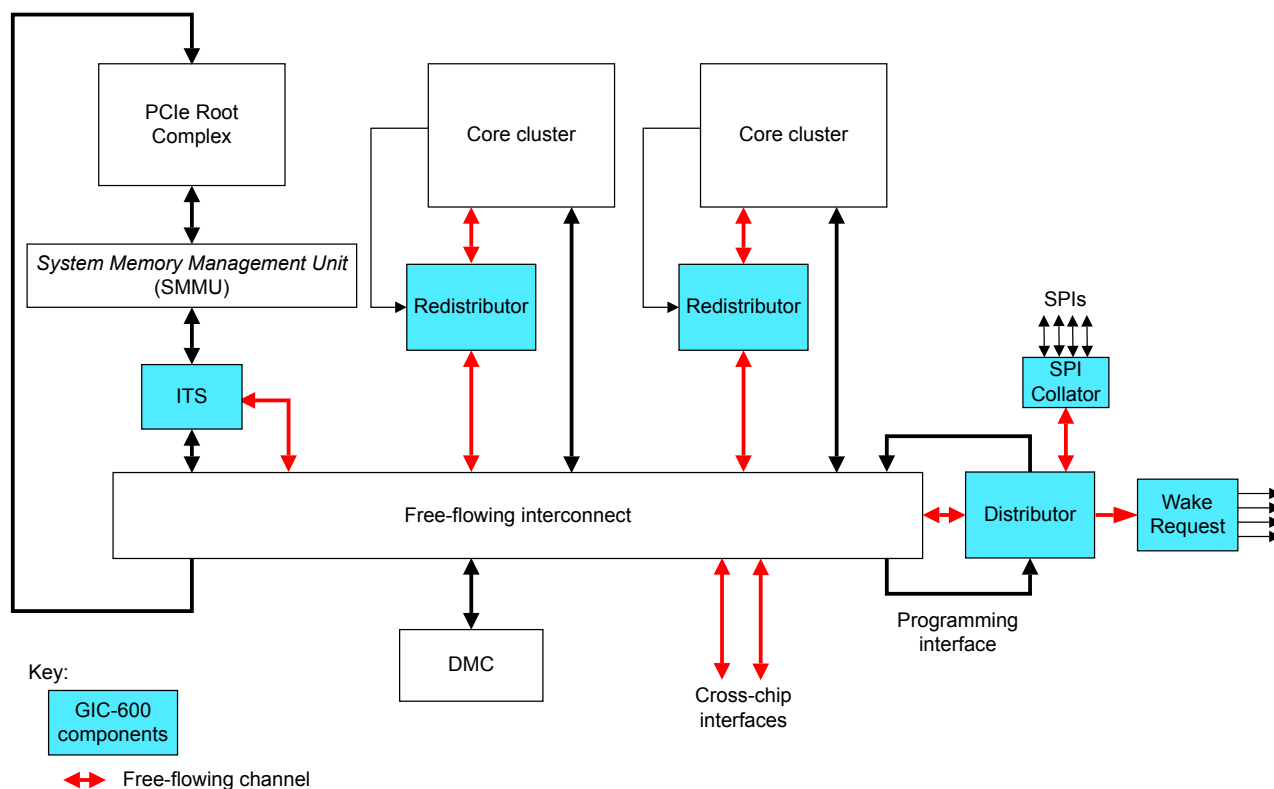 PCIe Root
Complex
Core cluster
Core cluster
System Memory Management Unit
(SMMU)
Redistributor
Redistributor
SPIs
SPI
Collator
ITS
Free-flowing interconnect
Distributor
Wake
Request
Programming
interface
DMC
Cross-chip
interfaces
Key:
GIC-600
components
Free-flowing channel